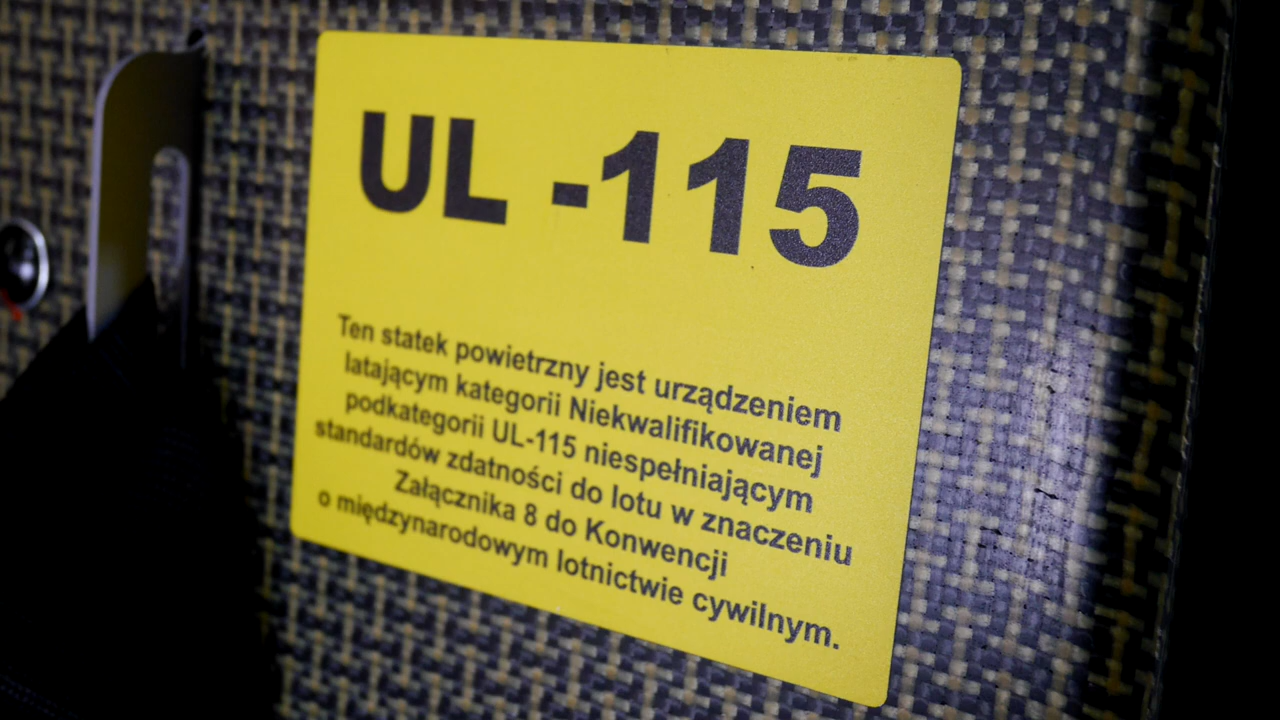 UL -115
Ten statek powietrzny jest urządzeniem
latającym kategorii Niekwalifikowanej
podkategorii UL-115 niespełniającym
standardów zdatności do lotu w znaczeniu
Załącznika 8 do Konwencji
o międzynarodowym lotnictwie cywilnym.